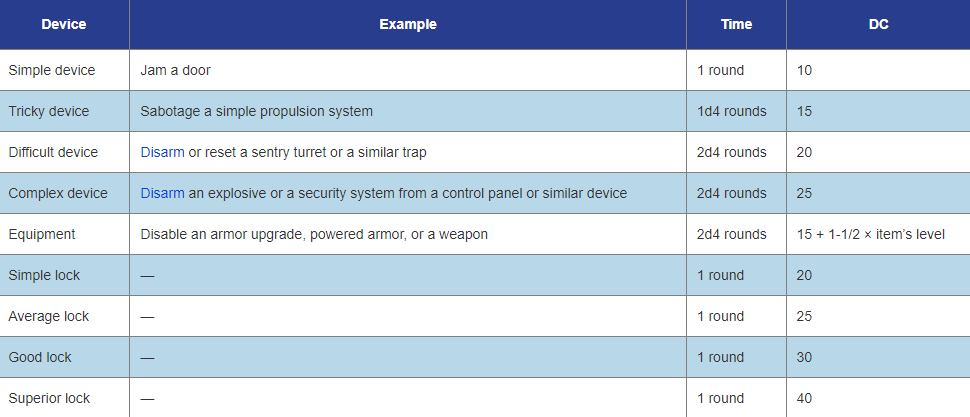 Device Example Time DC
Simple device Jam a door 1 round 10
Tricky device Sabotage a simple propulsion system 1d4 rounds 15
Difficult device Disarm or reset a sentry turret or a similar trap 2d4 rounds 20
Complex device Disarm an explosive or a security system from a control panel or similar device 2d4 rounds 25
Equipment Disable an armor upgrade, powered armor, or a weapon 2d4 rounds 15 + 1-1/2 × item’s level
Simple lock — 1 round 20
Average lock — 1 round 25
Good lock — 1 round 30
Superior lock — 1 round 40